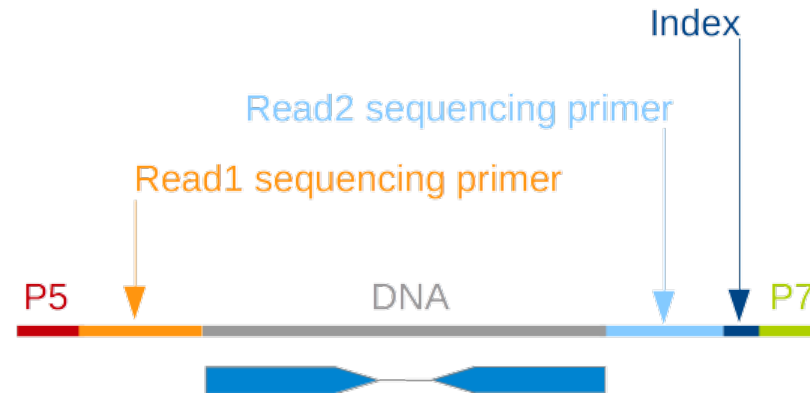 Index
Read2 sequencing primer
Read1 sequencing primer
P5 DNA P7